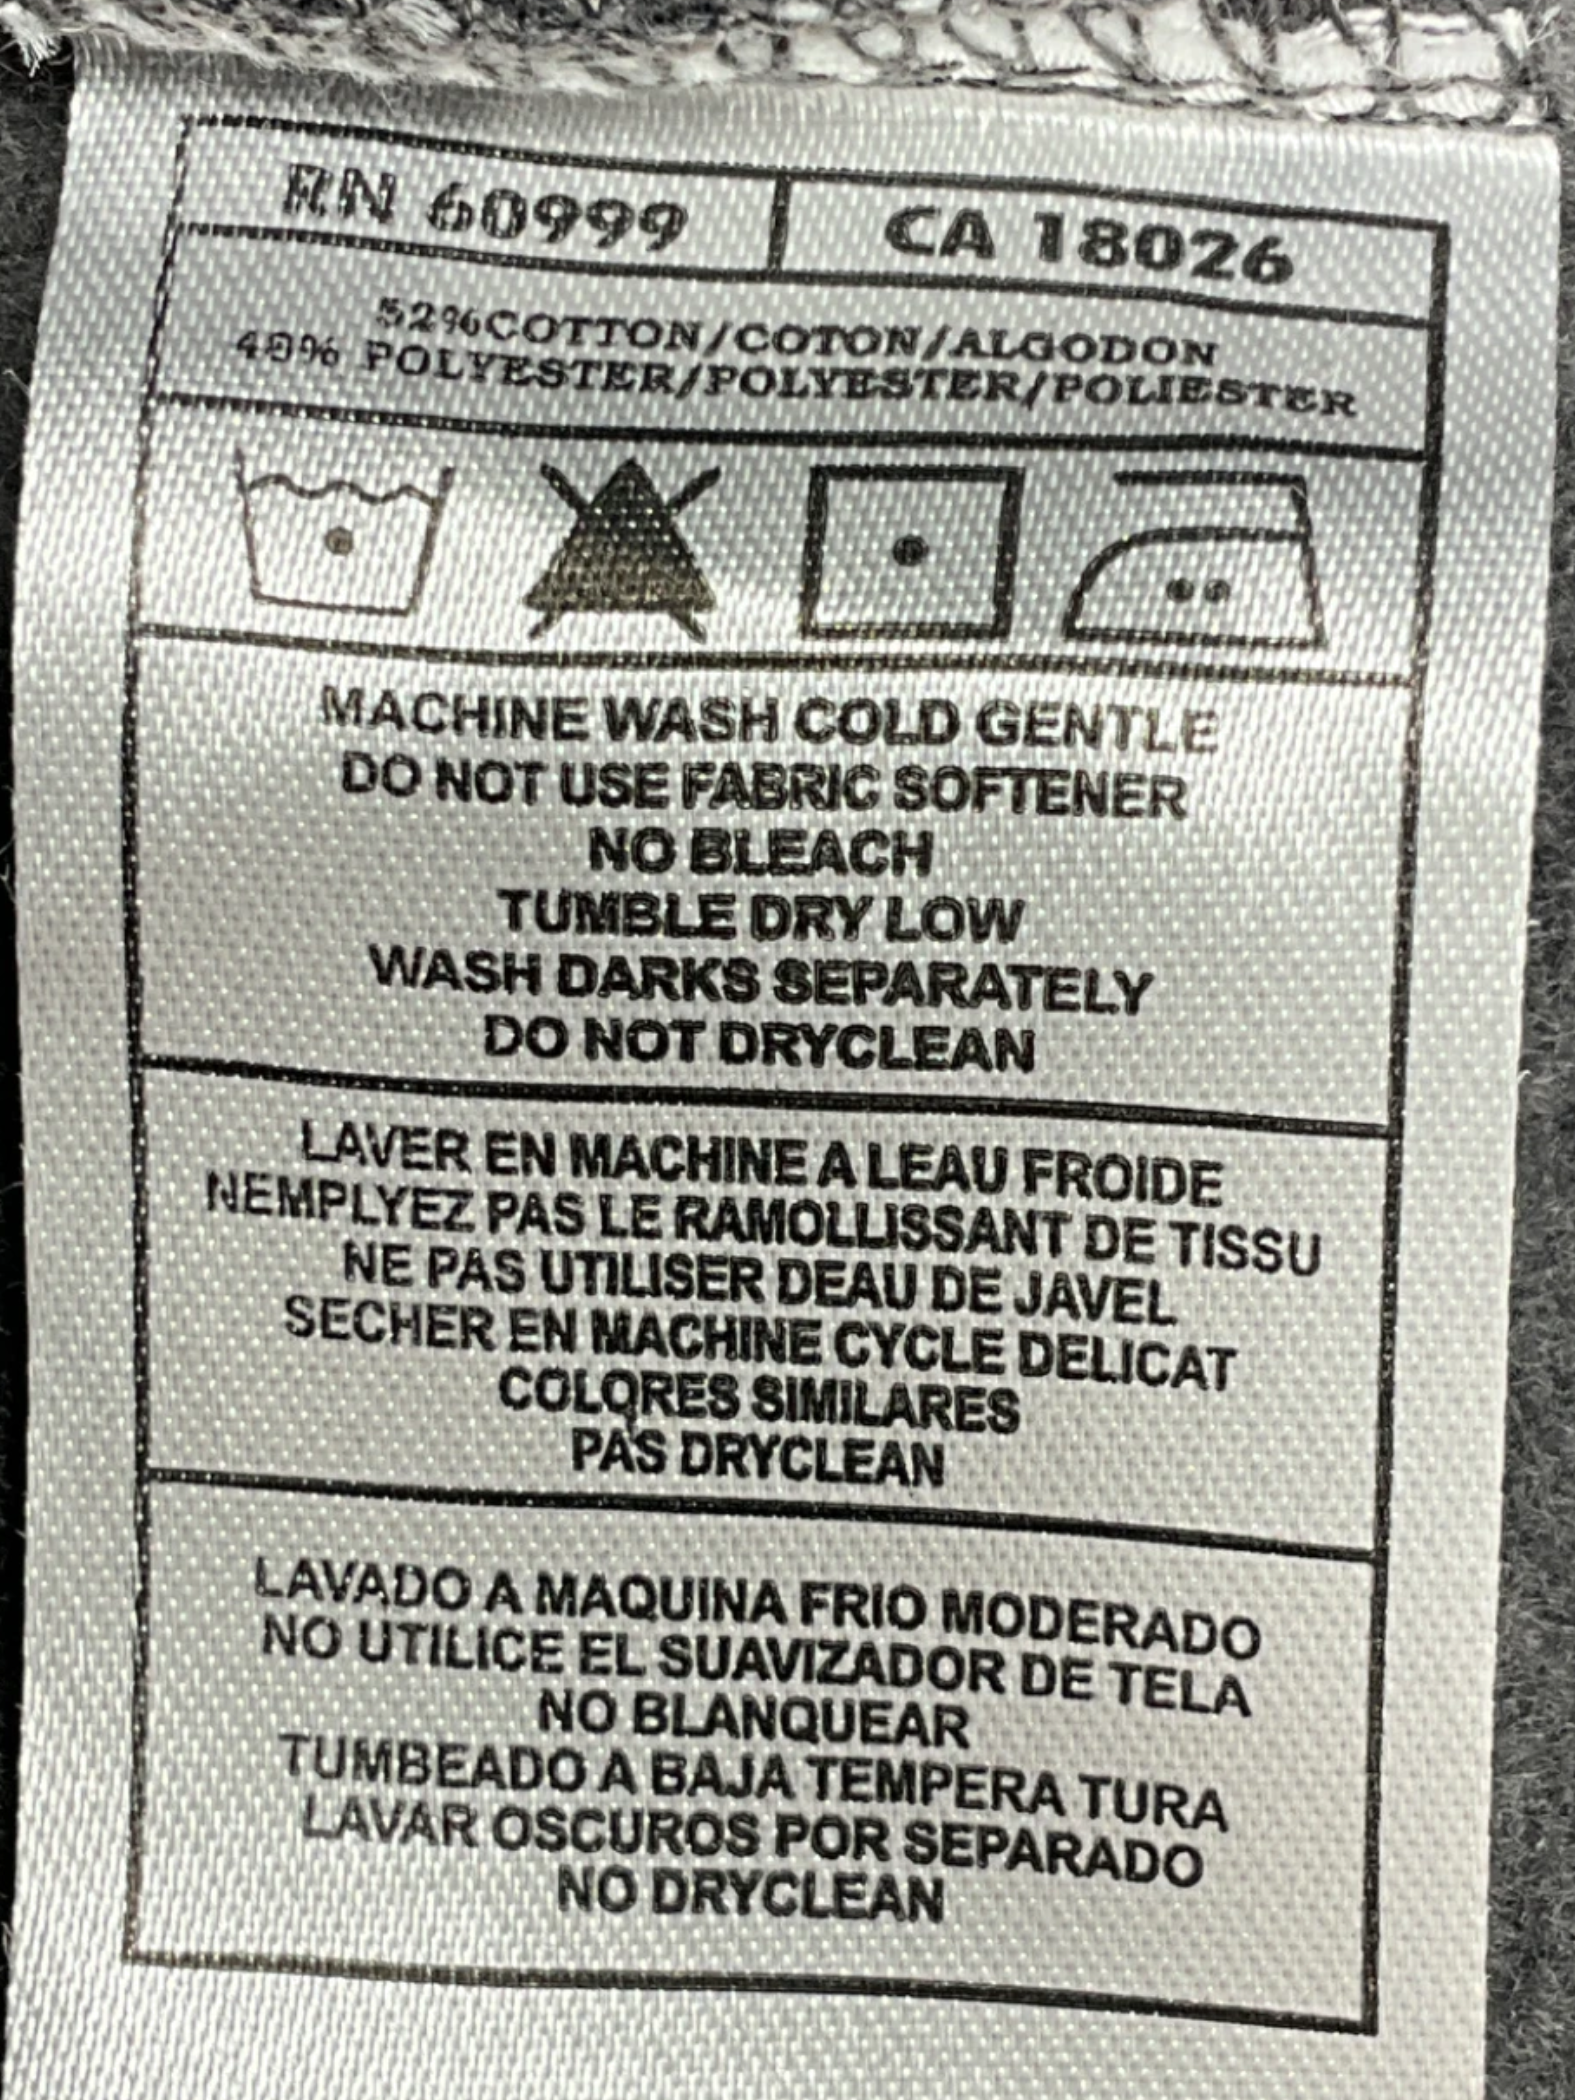 RN 60999
CA 18026
52%COTTON/COTON/ALGODON
48% POLYESTER/POLYESTER/POLIESTER
MACHINE WASH COLD GENTLE
DO NOT USE FABRIC SOFTENER
NO BLEACH
TUMBLE DRY LOW
WASH DARKS SEPARATELY
DO NOT DRYCLEAN
LAVER EN MACHINE A LEAU FROIDE
NEMPLYEZ PAS LE RAMOLLISSANT DE TISSU
NE PAS UTILISER DEAU DE JAVEL
SECHER EN MACHINE CYCLE DELICAT
COLORES SIMILARES
PAS DRYCLEAN
LAVADO A MAQUINA FRIO MODERADO
NO UTILICE EL SUAVIZADOR DE TELA
NO BLANQUEAR
TUMBEADO A BAJA TEMPERA TURA
LAVAR OSCUROS POR SEPARADO
NO DRYCLEAN